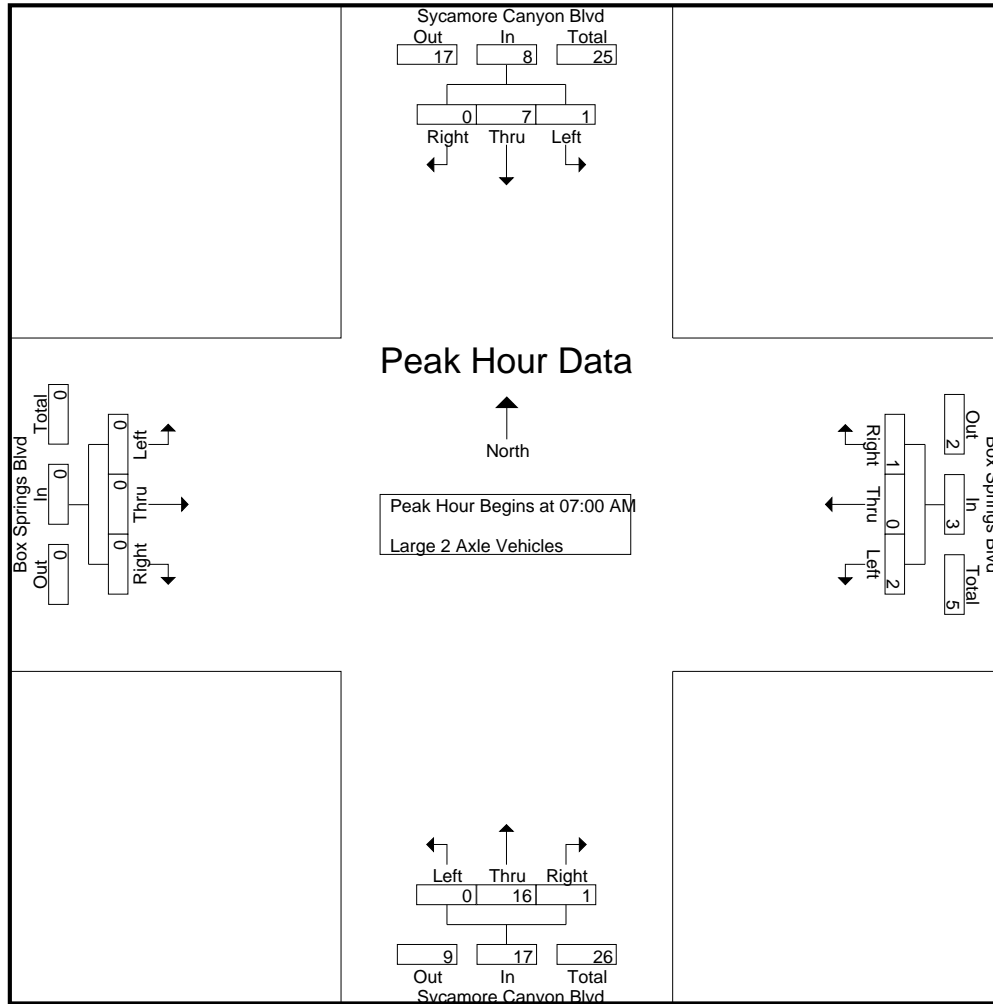 Sycamore Canyon Blvd
Out In Total
17 8 25
0 7 1
Right Thru Left
Peak Hour Data
North
Peak Hour Begins at 07:00 AM
Large 2 Axle Vehicles
Box Springs Blvd
Out In Total
0 0 0
0 0 0
Right Thru Left
Box Springs Blvd
Out In Total
2 3 5
1 0 2
Right Thru Left
Left Thru Right
0 16 1
9 17 26
Out In Total
Sycamore Canyon Blvd